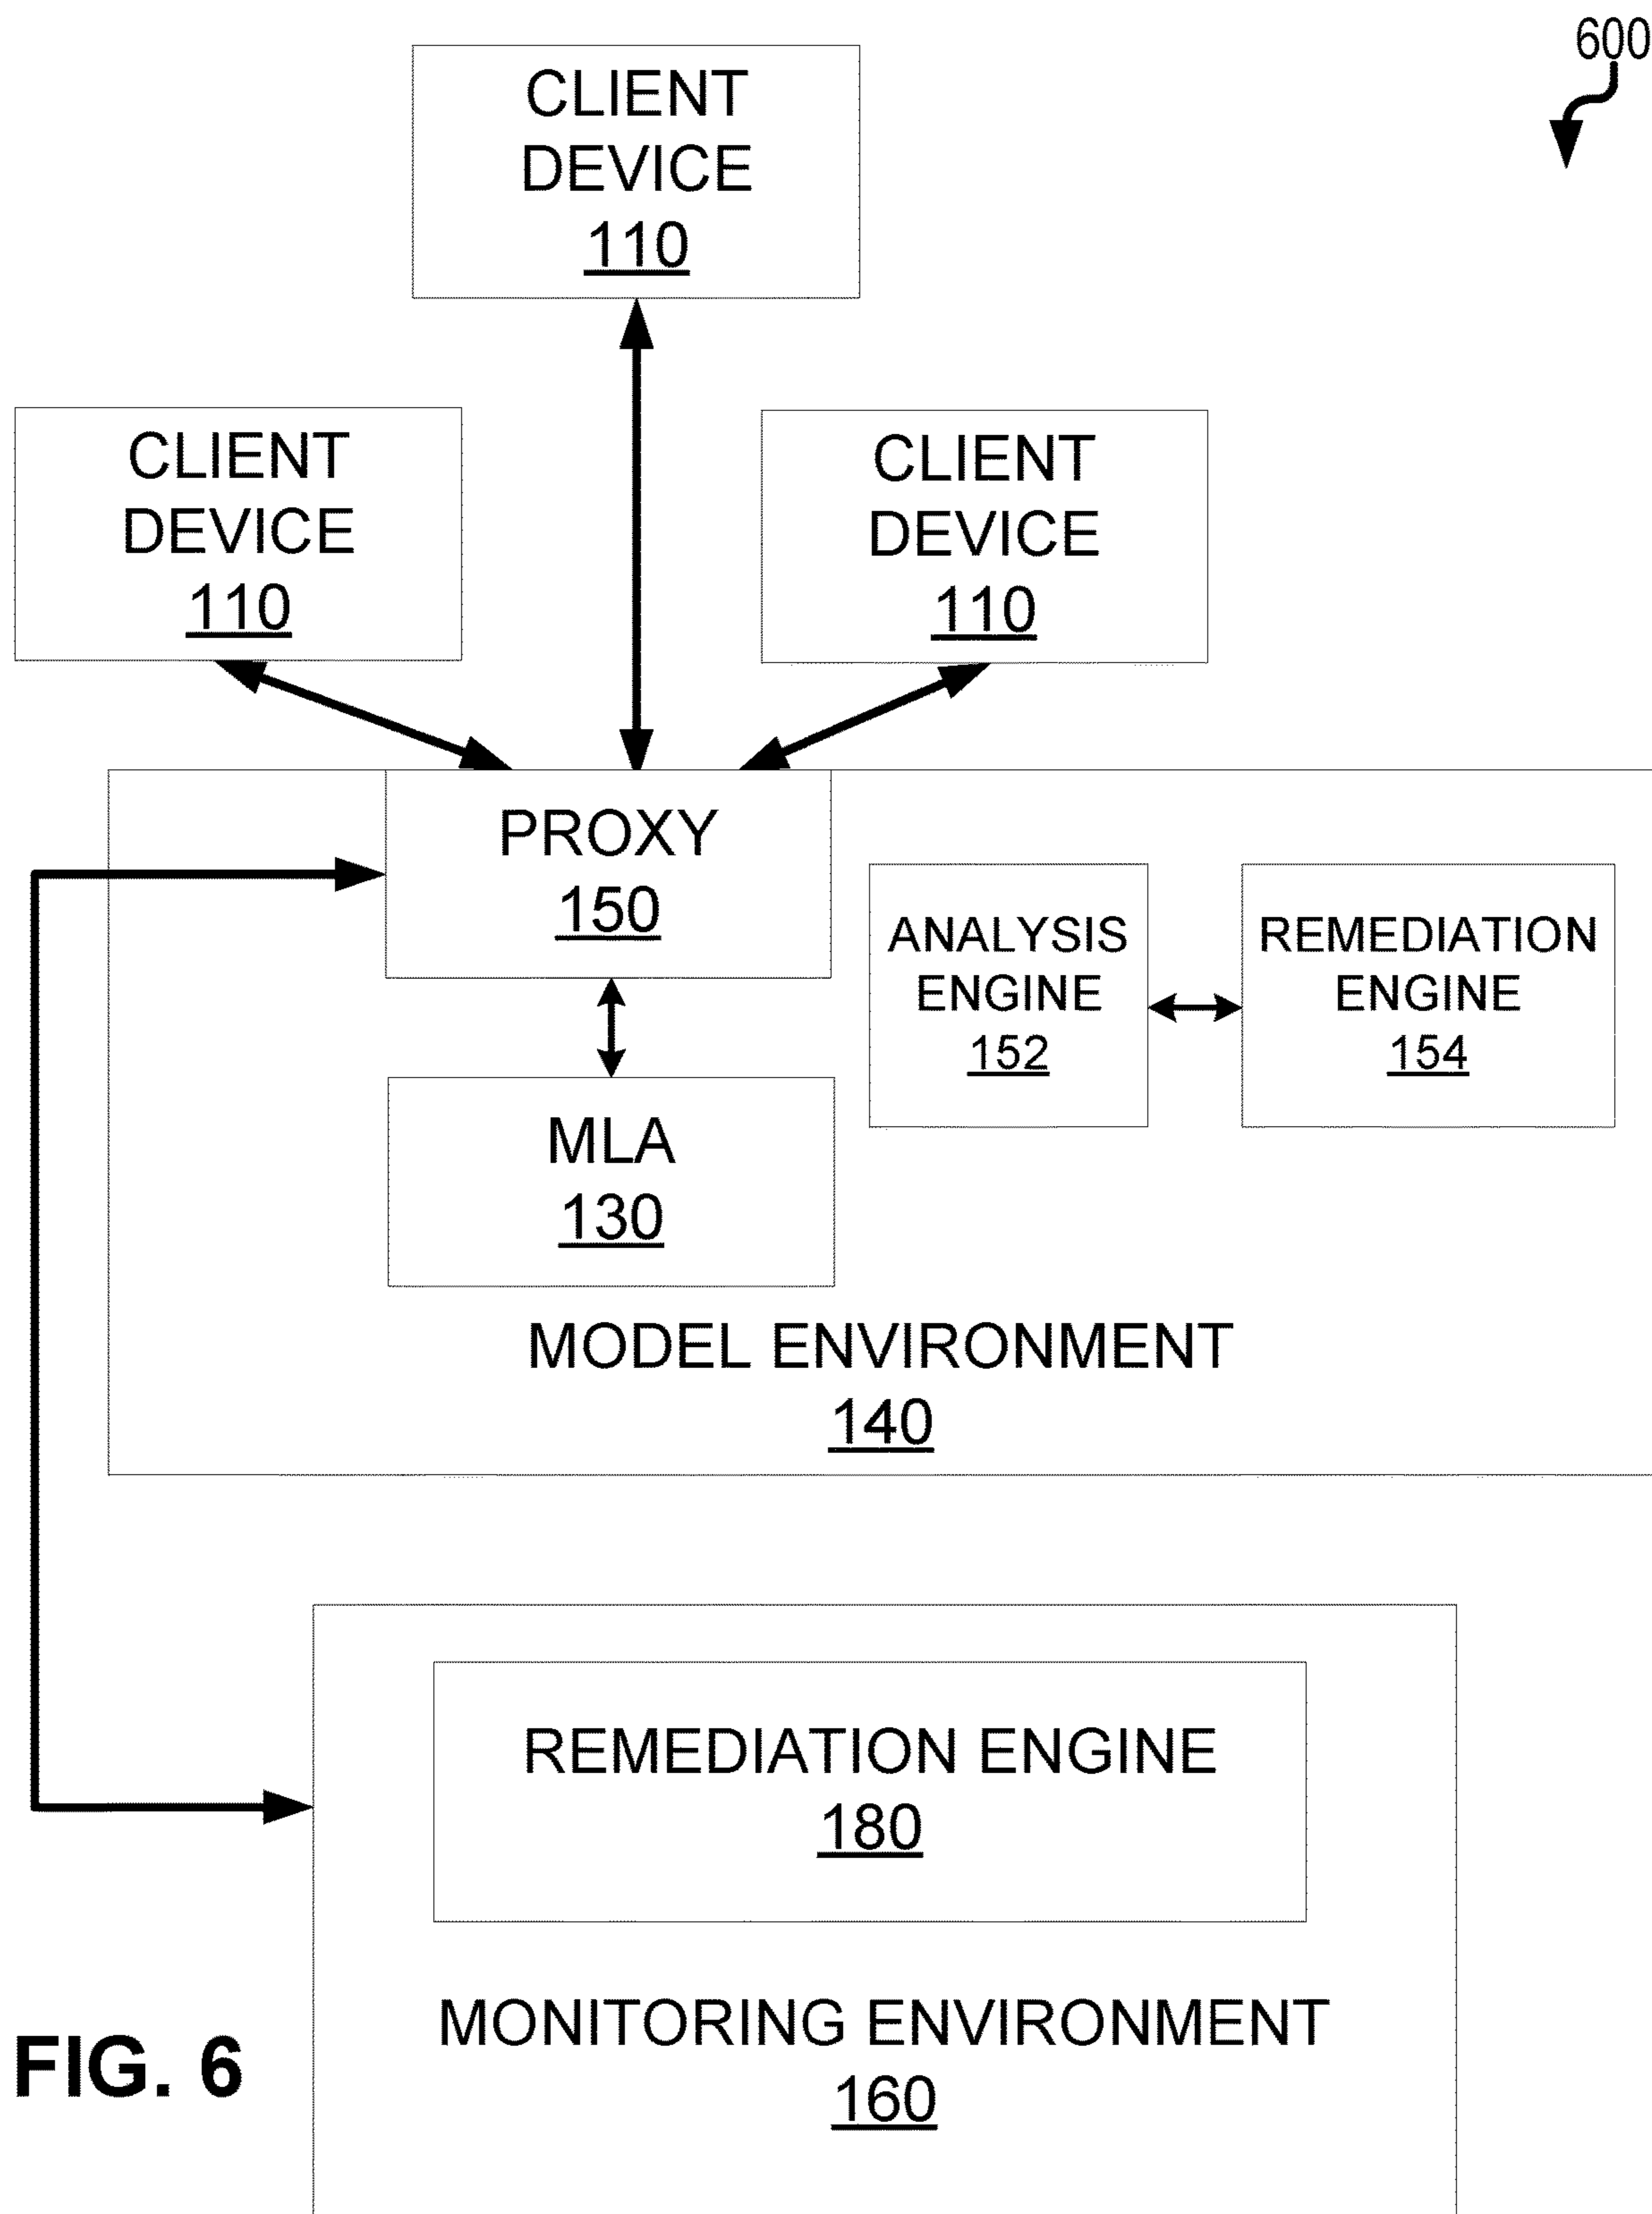 600
CLIENT
DEVICE
110
CLIENT
DEVICE
110
CLIENT
DEVICE
110
PROXY
150
ANALYSIS
ENGINE
152
REMEDIATION
ENGINE
154
MLA
130
MODEL ENVIRONMENT
140
REMEDIATION ENGINE
180
MONITORING ENVIRONMENT
160
FIG. 6